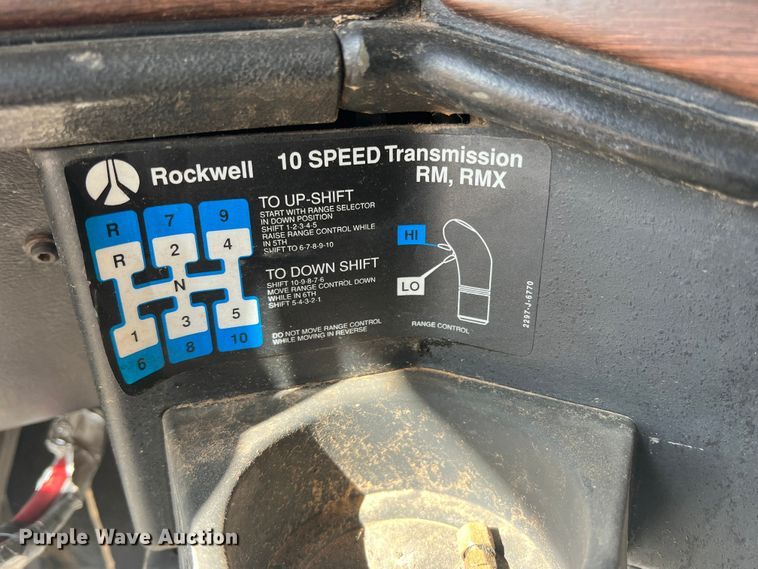 Rockwell
10 SPEED Transmission
RM, RMX
R 7 9
R 2 4
N
1 3 5
6 8 10
TO UP-SHIFT
START WITH RANGE SELECTOR
IN DOWN POSITION
SHIFT 1-2-3-4-5
RAISE RANGE CONTROL WHILE
IN 5TH
SHIFT TO 6-7-8-9-10
TO DOWN SHIFT
SHIFT 10-9-8-7-6
MOVE RANGE CONTROL DOWN
WHILE IN 6TH
SHIFT 5-4-3-2-1
DO NOT MOVE RANGE CONTROL
WHILE MOVING IN REVERSE
HI
LO
RANGE CONTROL
2297-J-6770
Purple Wave Auction